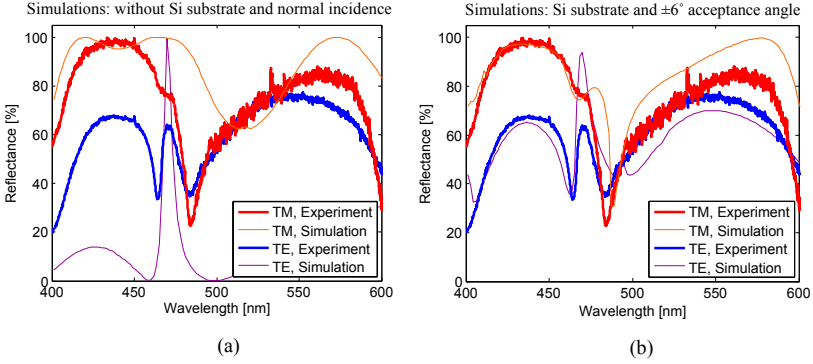 Simulations: without Si substrate and normal incidence
Reflectance [%]
100
80
60
40
20
0
TM, Experiment
TM, Simulation
TE, Experiment
TE, Simulation
400
450
500
550
600
Wavelength [nm]
(a)
Simulations: Si substrate and ±6° acceptance angle
Reflectance [%]
100
80
60
40
20
0
TM, Experiment
TM, Simulation
TE, Experiment
TE, Simulation
400
450
500
550
600
Wavelength [nm]
(b)